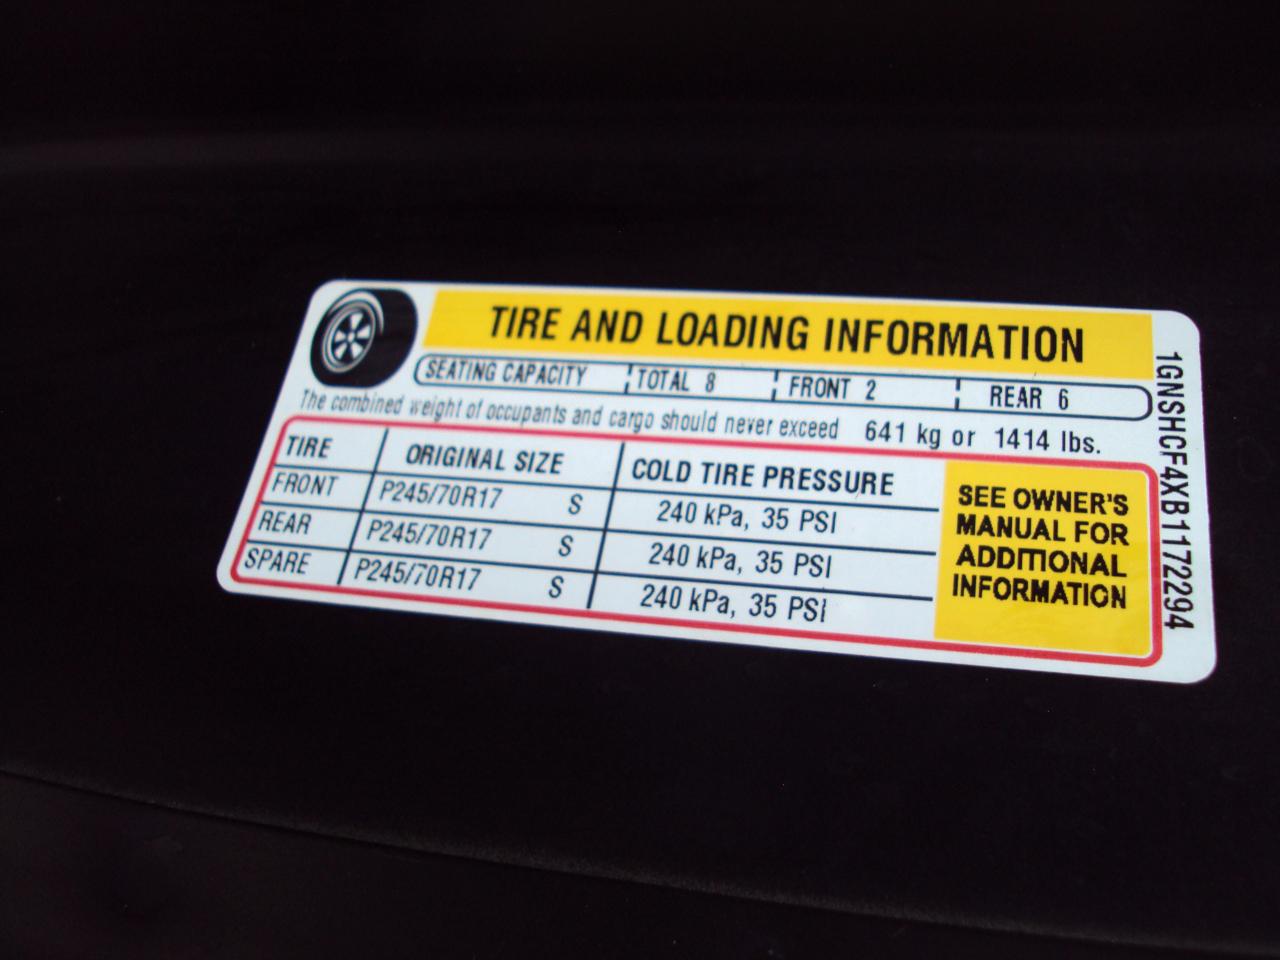 TIRE AND LOADING INFORMATION
SEATING CAPACITY TOTAL 8 FRONT 2 REAR 6
The combined weight of occupants and cargo should never exceed 641 kg or 1414 lbs.
TIRE ORIGINAL SIZE COLD TIRE PRESSURE
FRONT P245/70R17 S 240 kPa, 35 PSI
REAR P245/70R17 S 240 kPa, 35 PSI
SPARE P245/70R17 S 240 kPa, 35 PSI
SEE OWNER'S
MANUAL FOR
ADDITIONAL
INFORMATION
1GNSHCF4XB1172294